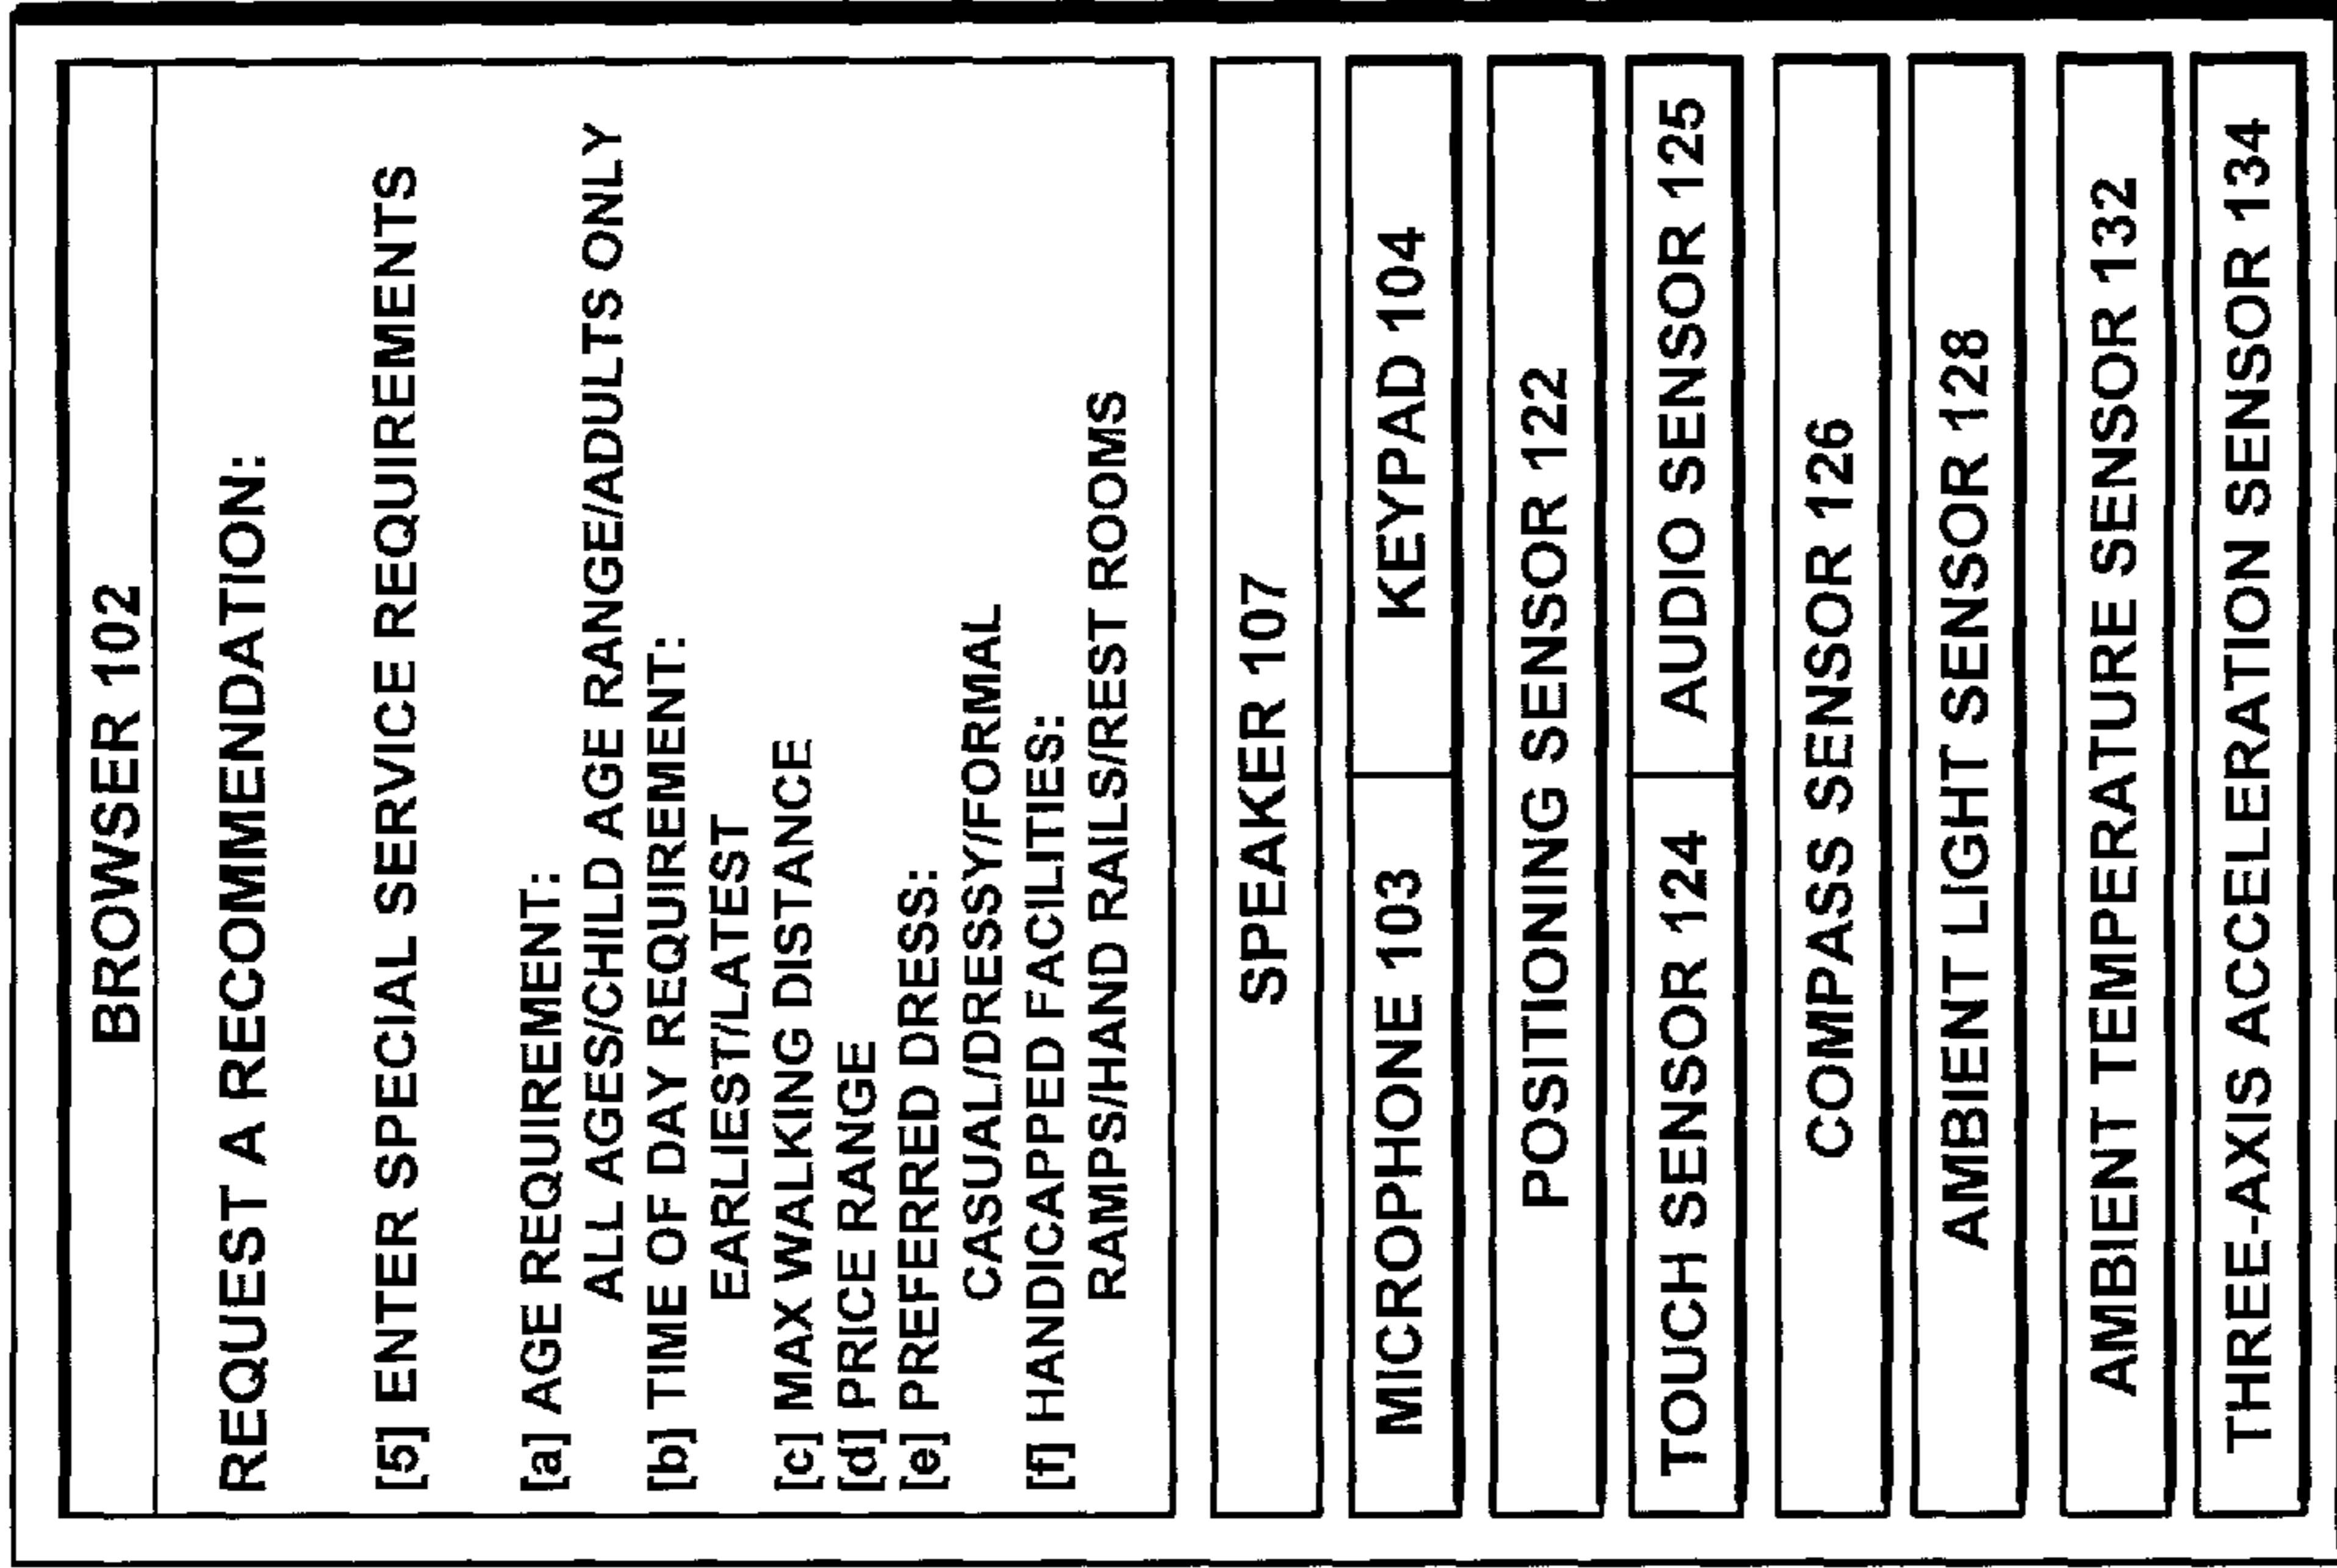 BROWSER 102
REQUEST A RECOMMENDATION:
[5] ENTER SPECIAL SERVICE REQUIREMENTS
[a] AGE REQUIREMENT:
ALL AGES/CHILD AGE RANGE/ADULTS ONLY
[b] TIME OF DAY REQUIREMENT:
EARLIEST/LATEST
[c] MAX WALKING DISTANCE
[d] PRICE RANGE
[e] PREFERRED DRESS:
CASUAL/DRESSY/FORMAL
[f] HANDICAPPED FACILITIES:
RAMPS/HAND RAILS/REST ROOMS
SPEAKER 107
MICROPHONE 103 KEYPAD 104
POSITIONING SENSOR 122
TOUCH SENSOR 124 AUDIO SENSOR 125
COMPASS SENSOR 126
AMBIENT LIGHT SENSOR 128
AMBIENT TEMPERATURE SENSOR 132
THREE-AXIS ACCELERATION SENSOR 134